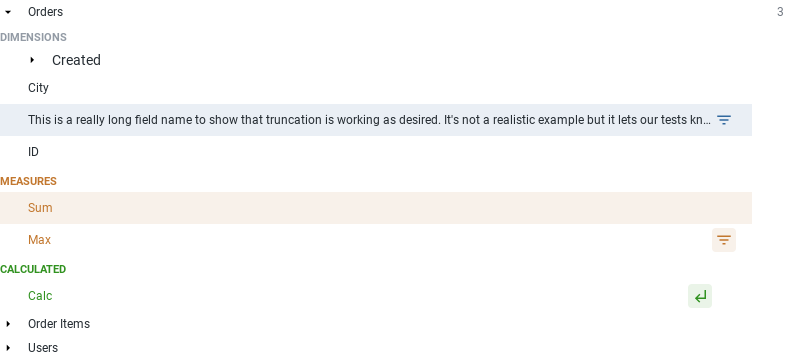 Orders 3
DIMENSIONS
Created
City
This is a really long field name to show that truncation is working as desired. It's not a realistic example but it lets our tests kn…
ID
MEASURES
Sum
Max
CALCULATED
Calc
Order Items
Users